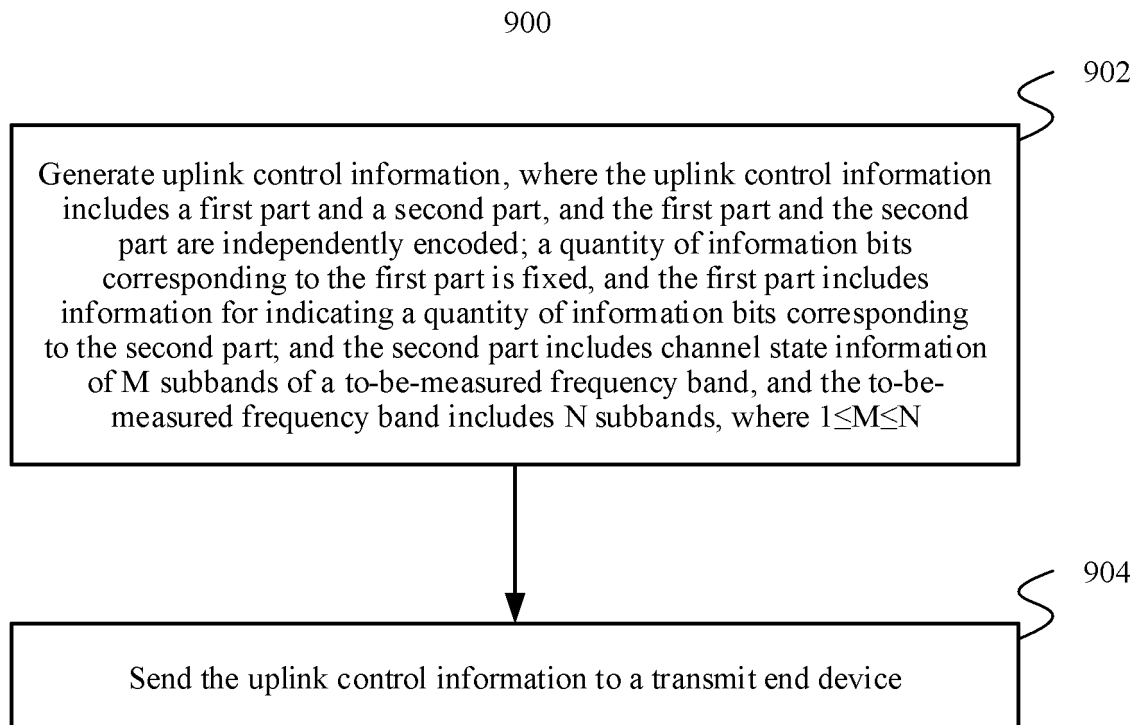 900
902
Generate uplink control information, where the uplink control information
includes a first part and a second part, and the first part and the second
part are independently encoded; a quantity of information bits
corresponding to the first part is fixed, and the first part includes
information for indicating a quantity of information bits corresponding
to the second part; and the second part includes channel state information
of M subbands of a to-be-measured frequency band, and the to-be-
measured frequency band includes N subbands, where 1≤M≤N
904
Send the uplink control information to a transmit end device